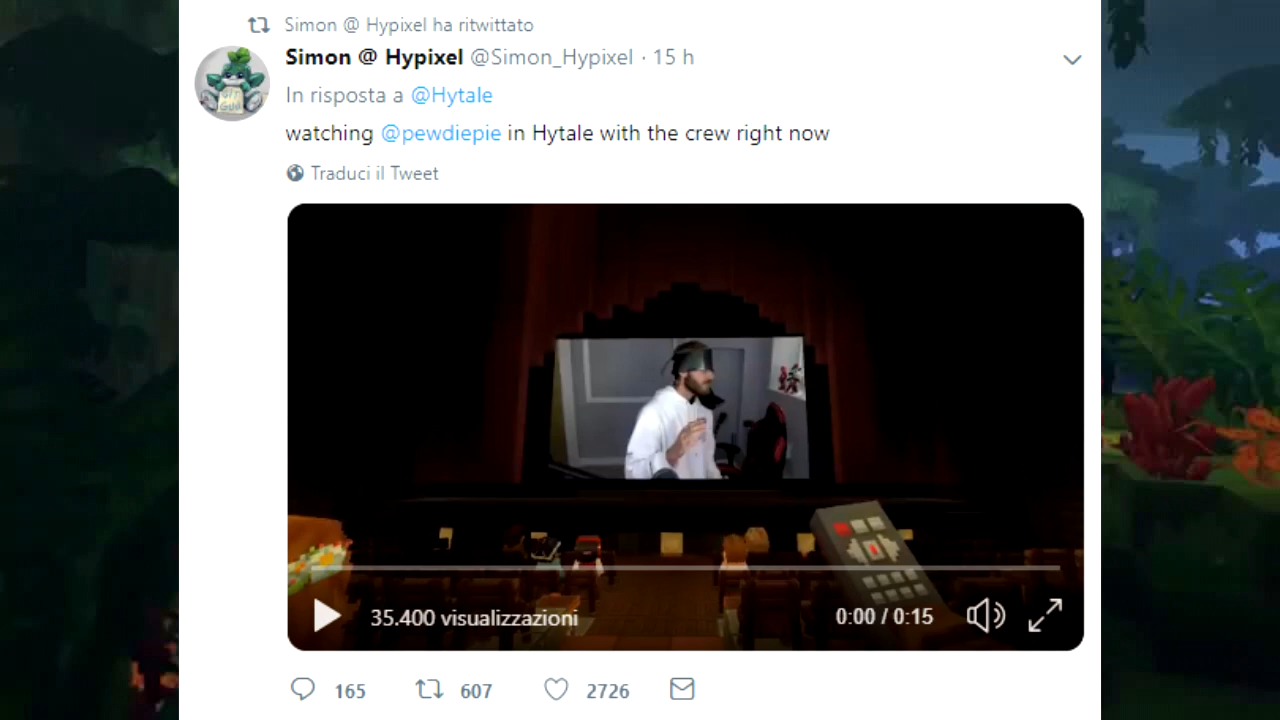 Simon @ Hypixel ha ritwittato
Simon @ Hypixel @Simon_Hypixel · 15 h
In risposta a @Hytale
watching @pewdiepie in Hytale with the crew right now
Traduci il Tweet
35.400 visualizzazioni
0:00 / 0:15
165
607
2726